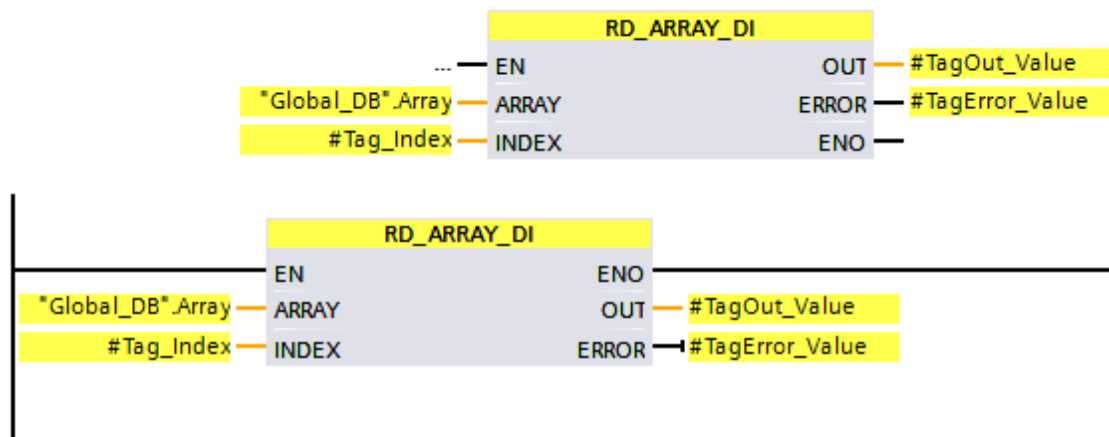 RD_ARRAY_DI
... EN OUT #TagOut_Value
"Global_DB".Array ARRAY ERROR #TagError_Value
#Tag_Index INDEX ENO
RD_ARRAY_DI
EN ENO
"Global_DB".Array ARRAY OUT #TagOut_Value
#Tag_Index INDEX ERROR #TagError_Value